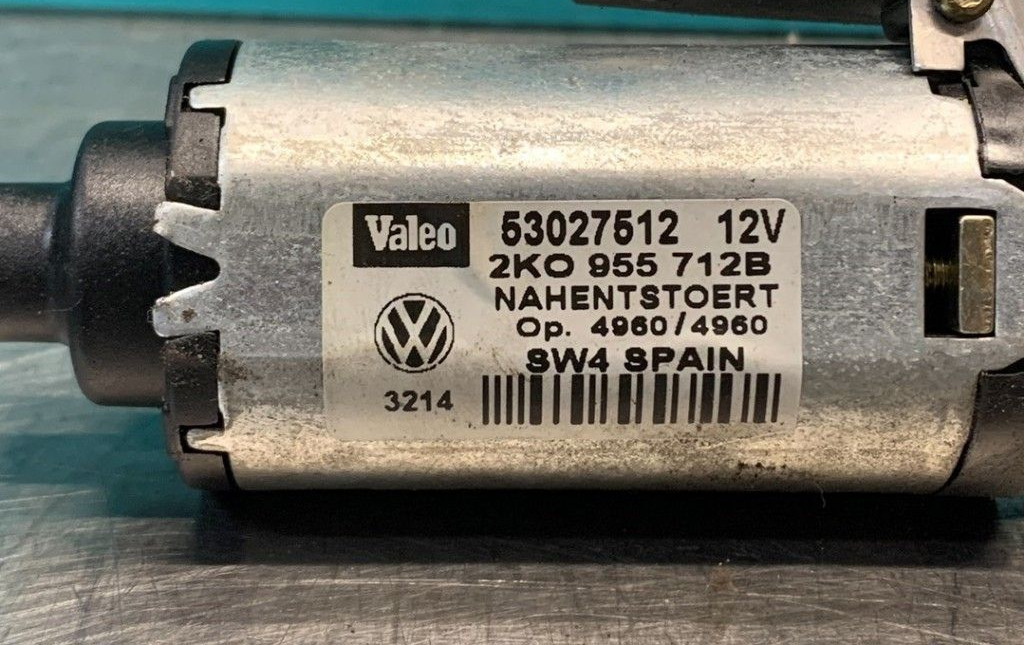 Valeo 53027512 12V
2KO 955 712B
NAHENTSTOERT
Op. 4960/4960
SW4 SPAIN
3214